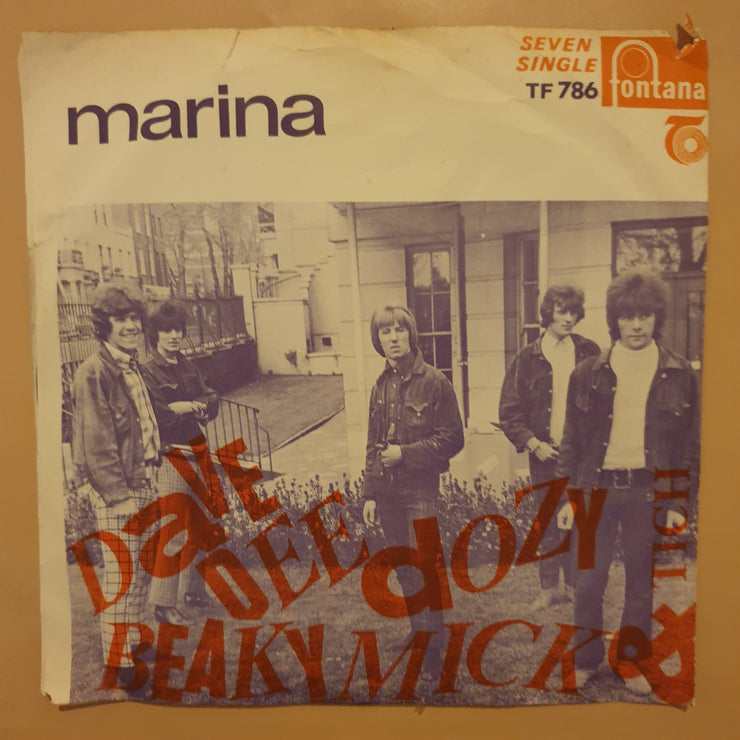 marina
SEVEN
SINGLE
TF 786
fontana
DaVE
DEE
dOZY
BEAKY MICK &
TICH